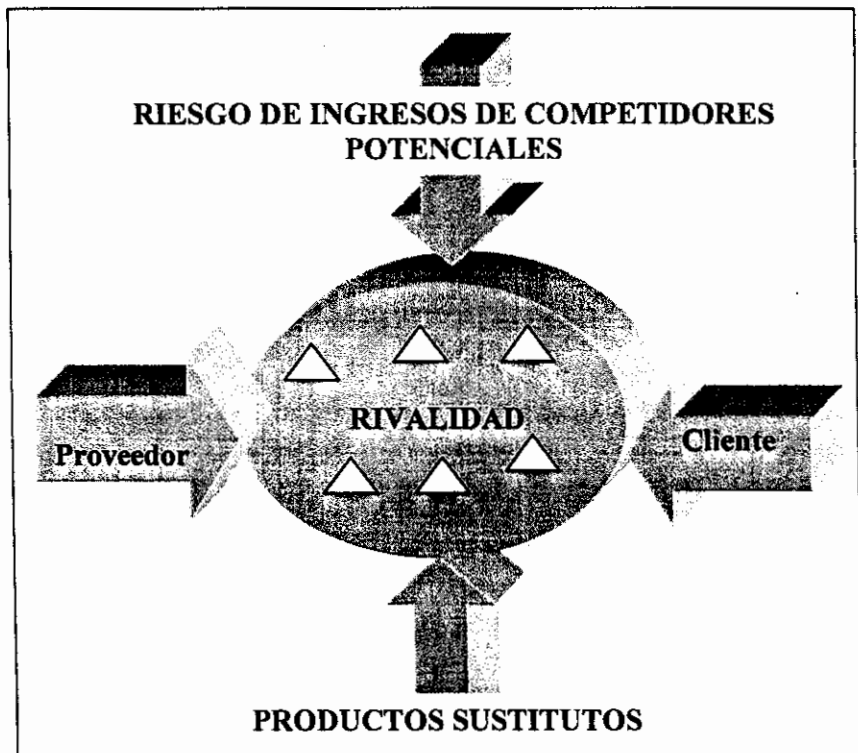 RIESGO DE INGRESOS DE COMPETIDORES
POTENCIALES
RIVALIDAD
Proveedor
Cliente
PRODUCTOS SUSTITUTOS